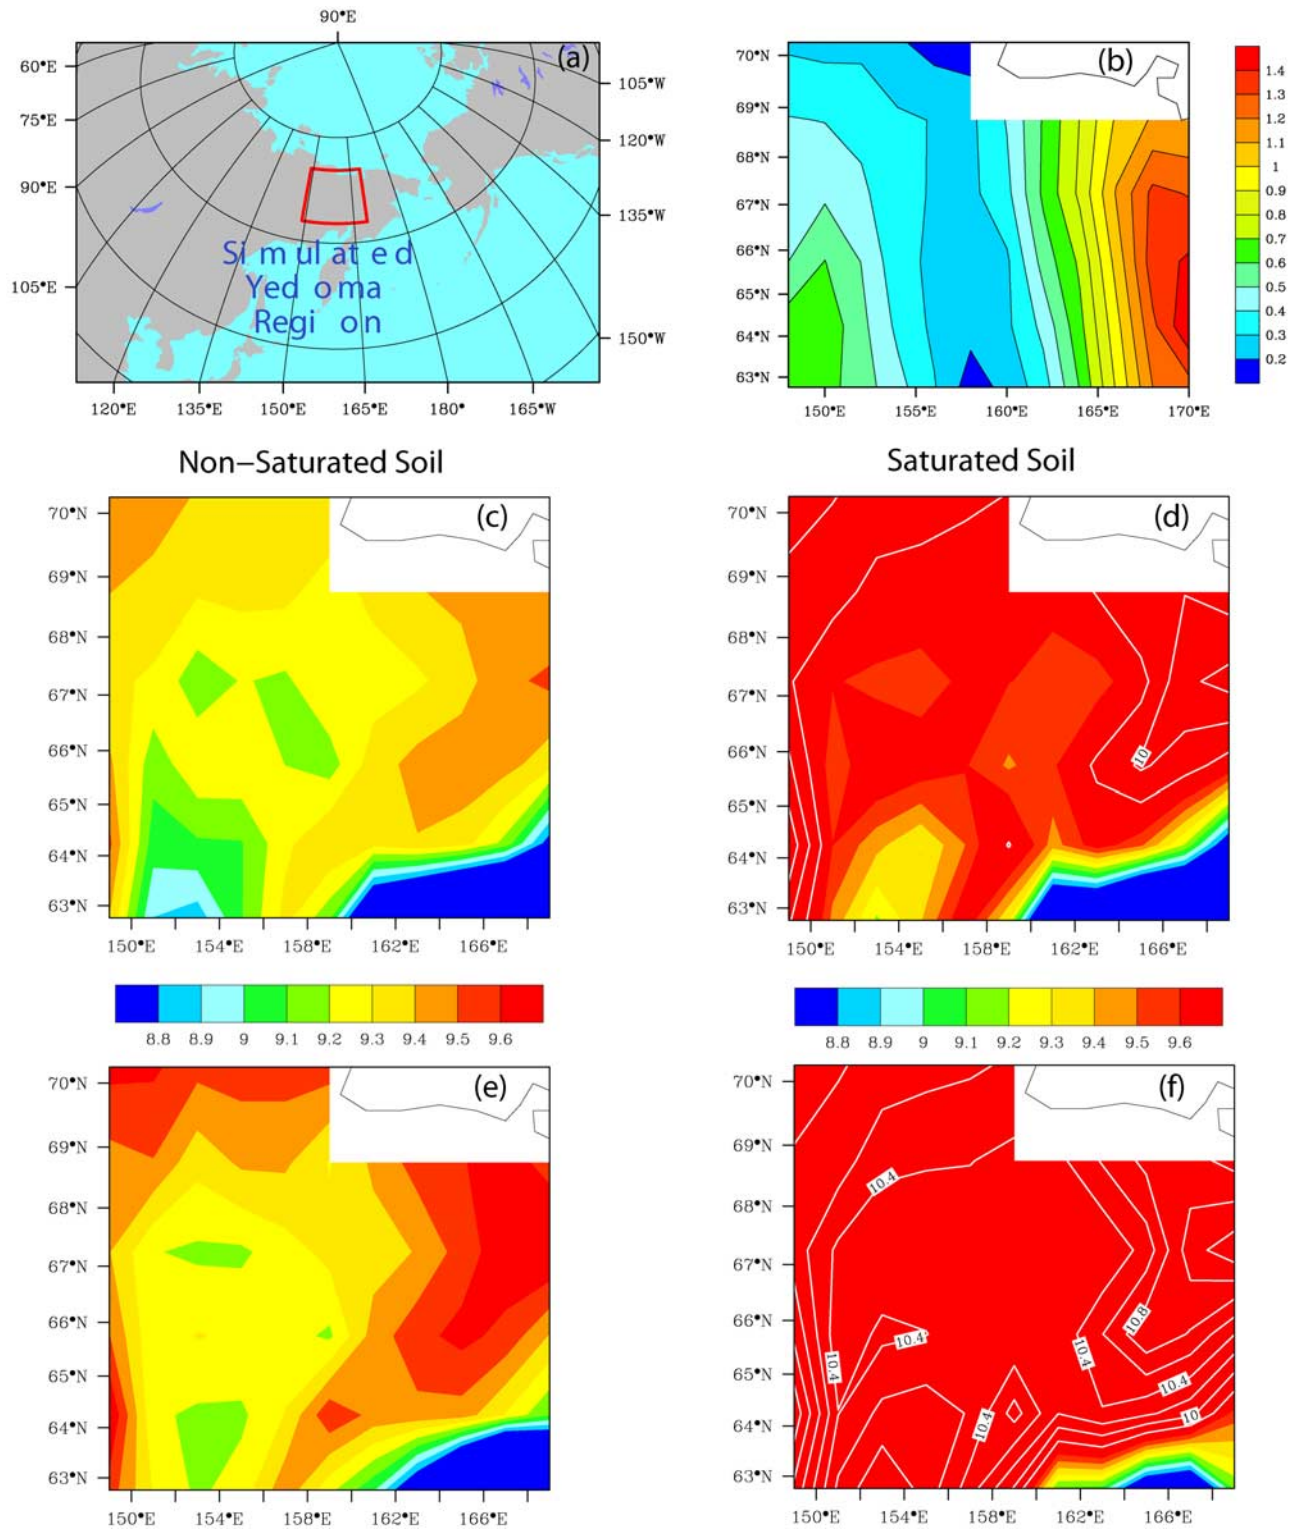 90°E
(a)
60°E
75°E
90°E
105°E
105°W
120°W
135°W
150°W
Si m ul at e d
Yed oma
Regi on
120°E 135°E 150°E 165°E 180° 165°W
(b)
70°N
69°N
68°N
67°N
66°N
65°N
64°N
63°N
150°E 155°E 160°E 165°E 170°E
1.4
1.3
1.2
1.1
1
0.9
0.8
0.7
0.6
0.5
0.4
0.3
0.2
Non-Saturated Soil
Saturated Soil
(c)
70°N
69°N
68°N
67°N
66°N
65°N
64°N
63°N
150°E 154°E 158°E 162°E 166°E
(d)
70°N
69°N
68°N
67°N
66°N
65°N
64°N
63°N
10
150°E 154°E 158°E 162°E 166°E
8.8 8.9 9 9.1 9.2 9.3 9.4 9.5 9.6
8.8 8.9 9 9.1 9.2 9.3 9.4 9.5 9.6
(e)
70°N
69°N
68°N
67°N
66°N
65°N
64°N
63°N
150°E 154°E 158°E 162°E 166°E
(f)
70°N
69°N
68°N
67°N
66°N
65°N
64°N
63°N
10.4
10.8
10.4
10.4
10.4
10.4
10.4
10
150°E 154°E 158°E 162°E 166°E